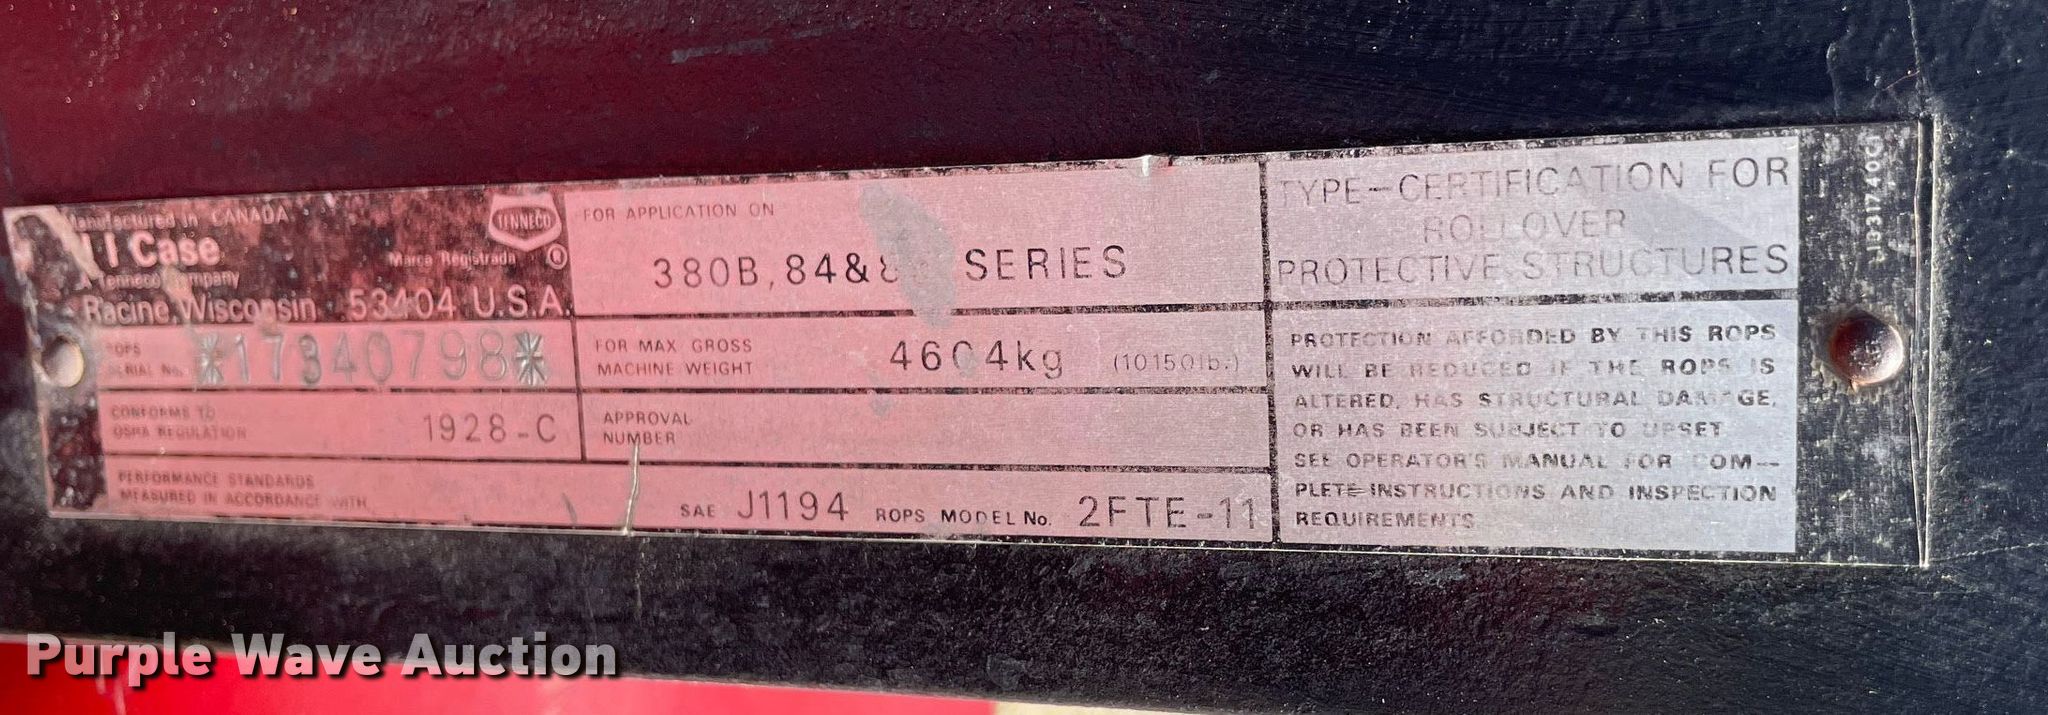 Manufactured in CANADA
I Case
A Tenneco Company
Racine, Wisconsin 53404 U.S.A.
TENNECO
Marca Registrada ®
ROPS
SERIAL No. *17340798*
CONFORMS TO
OSHA REGULATION 1928-C
PERFORMANCE STANDARDS
MEASURED IN ACCORDANCE WITH
SAE J1194 ROPS MODEL No. 2FTE-11
FOR APPLICATION ON
380B, 84& SERIES
FOR MAX GROSS
MACHINE WEIGHT 4604kg (10150lb.)
APPROVAL
NUMBER
TYPE-CERTIFICATION FOR
ROLLOVER
PROTECTIVE STRUCTURES
PROTECTION AFFORDED BY THIS ROPS
WILL BE REDUCED IF THE ROPS IS
ALTERED, HAS STRUCTURAL DAMAGE,
OR HAS BEEN SUBJECT TO UPSET
SEE OPERATOR'S MANUAL FOR COM-
PLETE INSTRUCTIONS AND INSPECTION
REQUIREMENTS
Purple Wave Auction